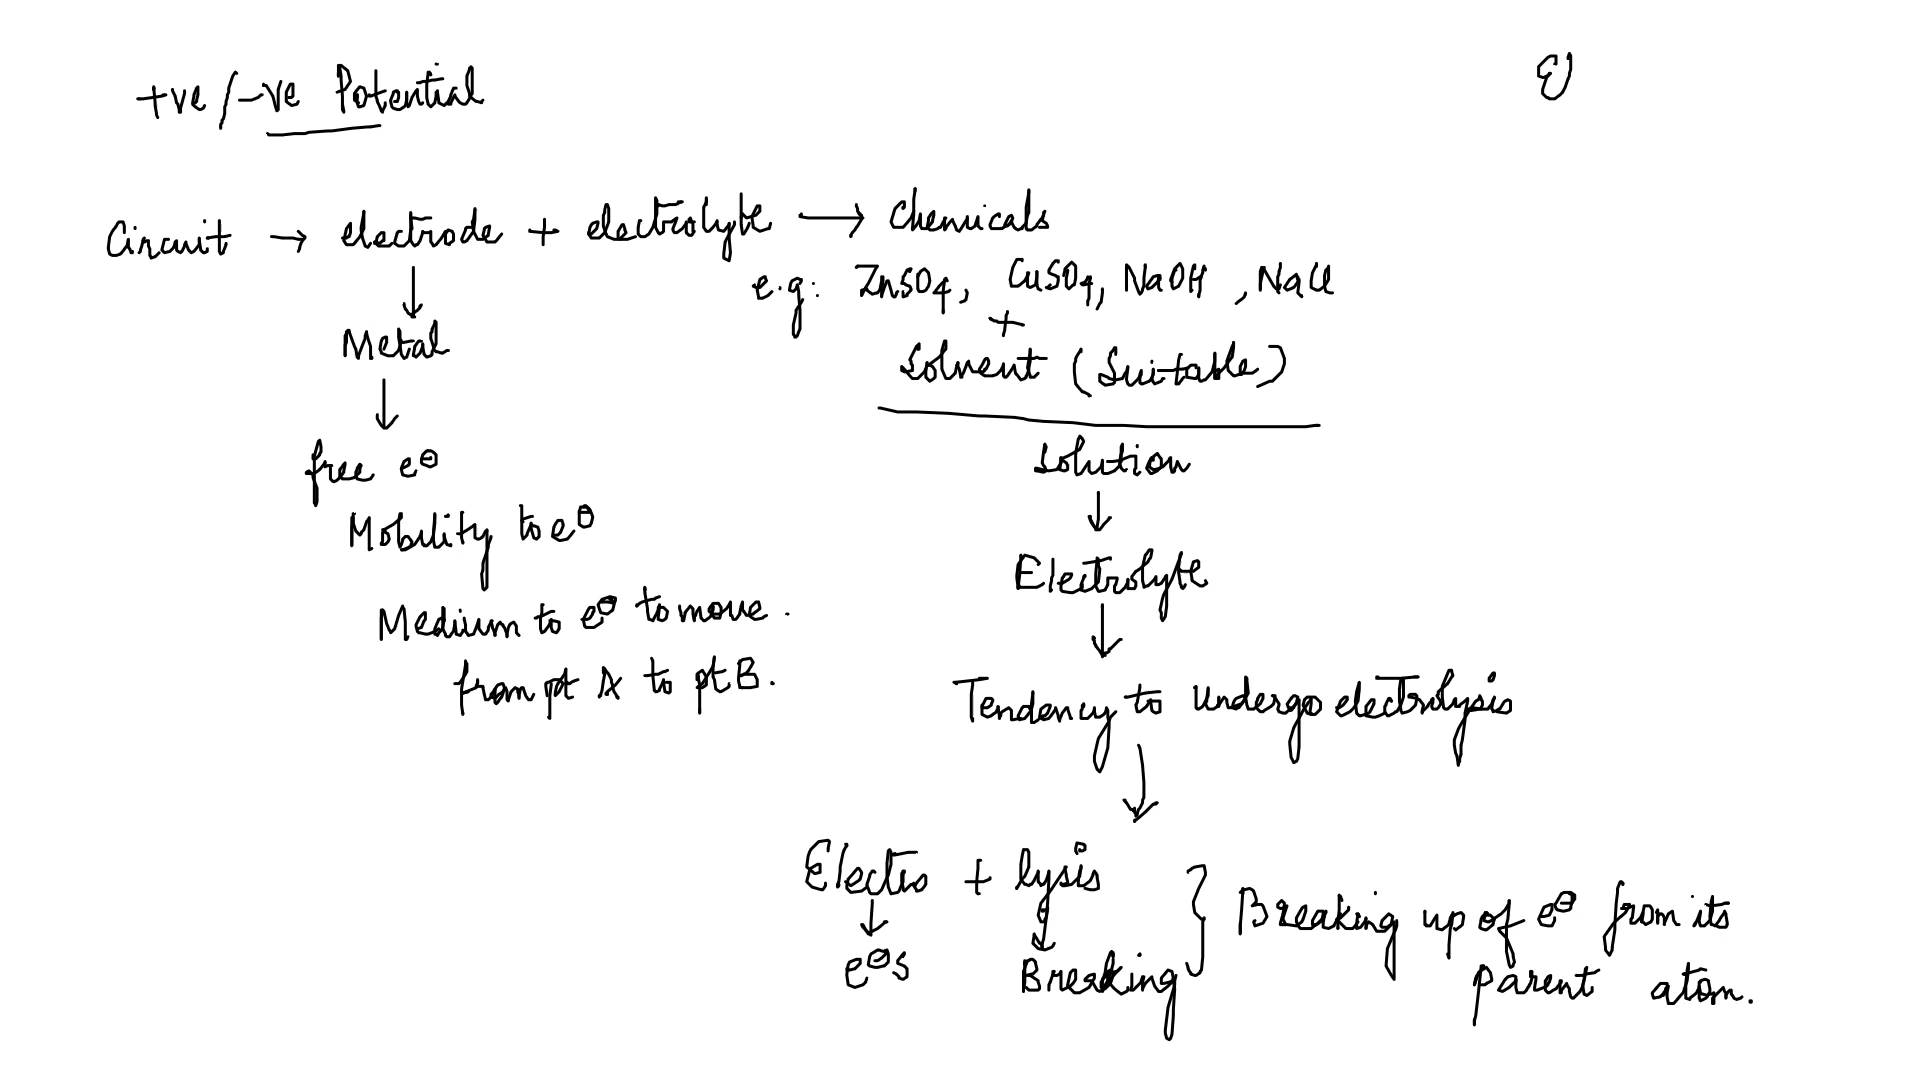 +ve/-ve Potential
Circuit → electrode + electrolyte → Chemicals
e.g: ZnSO4, CuSO4, NaOH, NaCl
+
Solvent (Suitable)
Metal
free e⊖
Mobility to e⊖
Medium to e⊖ to move.
from pt A to pt B.
Solution
Electrolyte
Tendency to undergo electrolysis
Electro + lysis
e⊖s Breaking
} Breaking up of e⊖ from its
parent atom.